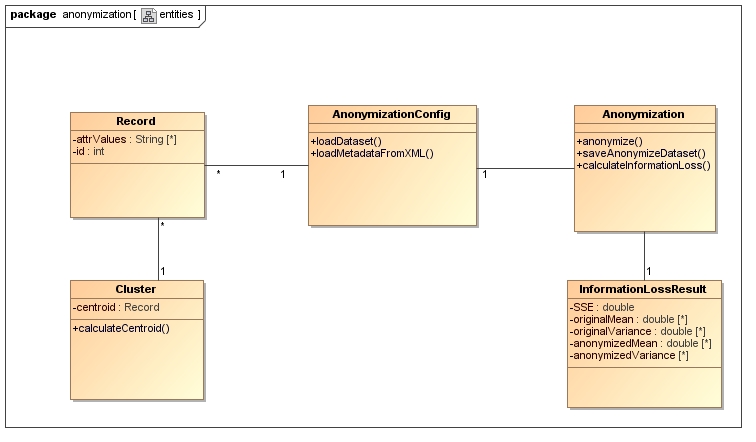 package anonymization [ entities ]
Record
-attrValues : String [*]
-id : int
AnonymizationConfig
+loadDataset()
+loadMetadataFromXML()
Anonymization
+anonymize()
+saveAnonymizeDataset()
+calculateInformationLoss()
* 1
1
*
1
1
Cluster
-centroid : Record
+calculateCentroid()
InformationLossResult
-SSE : double
-originalMean : double [*]
-originalVariance : double [*]
-anonymizedMean : double [*]
-anonymizedVariance [*]